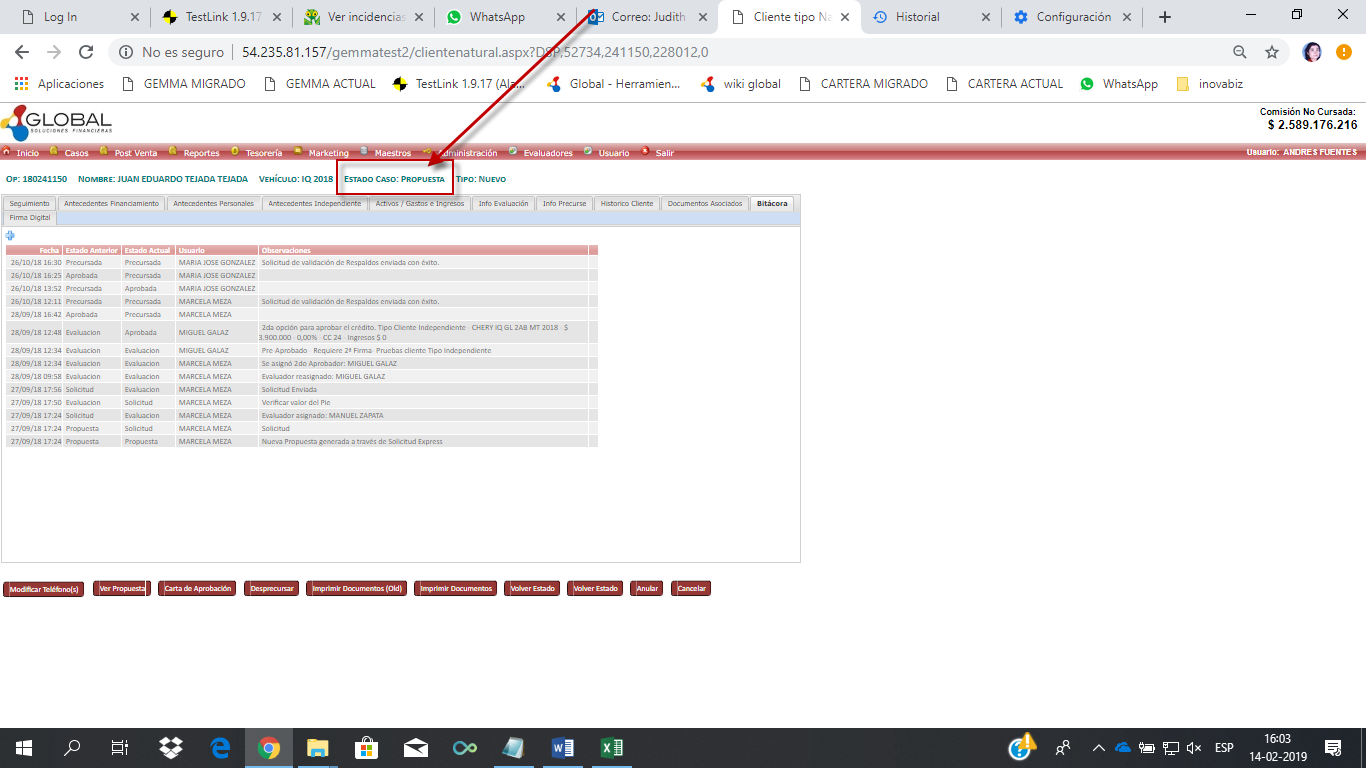 Log In
TestLink 1.9.17
Ver incidencias
WhatsApp
Correo: Judith
Cliente tipo Na
Historial
Configuración
No es seguro
54.235.81.157/gemmatest2/clientenatural.aspx?DSP,52734,241150,228012,0
Aplicaciones
GEMMA MIGRADO
GEMMA ACTUAL
TestLink 1.9.17 (Ala...
Global - Herramien...
wiki global
CARTERA MIGRADO
CARTERA ACTUAL
WhatsApp
inovabiz
GLOBAL
SOLUCIONES FINANCIERAS
Comisión No Cursada:
$ 2.589.176.216
Inicio Casos Post Venta Reportes Tesorería Marketing Maestros Administración Evaluadores Usuario Salir Usuario: ANDRES FUENTES
Op: 180241150 Nombre: JUAN EDUARDO TEJADA TEJADA Vehículo: IQ 2018 Estado Caso: Propuesta Tipo: Nuevo
Seguimiento Antecedentes Financiamiento Antecedentes Personales Antecedentes Independiente Activos / Gastos e Ingresos Info Evaluación Info Precurse Historico Cliente Documentos Asociados Bitácora
Firma Digital
Fecha Estado Anterior Estado Actual Usuario Observaciones
26/10/18 16:30 Precursada Precursada MARIA JOSE GONZALEZ Solicitud de validación de Respaldos enviada con éxito.
26/10/18 16:25 Aprobada Precursada MARIA JOSE GONZALEZ
26/10/18 13:52 Precursada Aprobada MARIA JOSE GONZALEZ
26/10/18 12:11 Precursada Precursada MARCELA MEZA Solicitud de validación de Respaldos enviada con éxito.
28/09/18 16:42 Aprobada Precursada MARCELA MEZA
28/09/18 12:48 Evaluacion Aprobada MIGUEL GALAZ 2da opción para aprobar el crédito. Tipo Cliente Independiente CHERY IQ GL 2AB MT 2018 $
3.900.000 0,00% CC 24 Ingresos $ 0
28/09/18 12:34 Evaluacion Evaluacion MIGUEL GALAZ Pre-Aprobado Requiere 2ª Firma- Pruebas cliente Tipo Independiente
28/09/18 12:34 Evaluacion Evaluacion MARCELA MEZA Se asignó 2do Aprobador: MIGUEL GALAZ
28/09/18 09:58 Evaluacion Evaluacion MARCELA MEZA Evaluador reasignado: MIGUEL GALAZ
27/09/18 17:56 Solicitud Evaluacion MARCELA MEZA Solicitud Enviada
27/09/18 17:50 Evaluacion Solicitud MARCELA MEZA Verificar valor del Pie
27/09/18 17:24 Solicitud Evaluacion MARCELA MEZA Evaluador asignado: MANUEL ZAPATA
27/09/18 17:24 Propuesta Solicitud MARCELA MEZA Solicitud
27/09/18 17:24 Propuesta Propuesta MARCELA MEZA Nueva Propuesta generada a través de Solicitud Express
Modificar Teléfono(s) Ver Propuesta Carta de Aprobación Desprecursar Imprimir Documentos (Old) Imprimir Documentos Volver Estado Volver Estado Anular Cancelar
ESP
16:03
14-02-2019